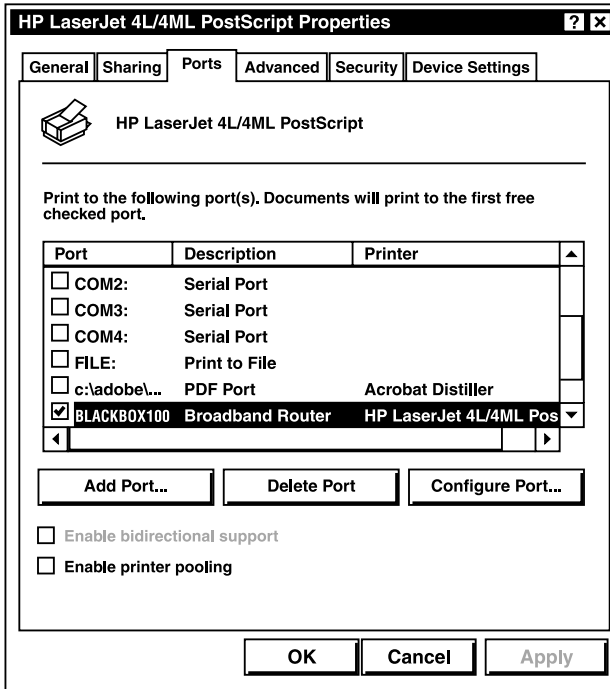 HP LaserJet 4L/4ML PostScript Properties ? X
General Sharing Ports Advanced Security Device Settings
HP LaserJet 4L/4ML PostScript
Print to the following port(s). Documents will print to the first free
checked port.
Port Description Printer
COM2: Serial Port
COM3: Serial Port
COM4: Serial Port
FILE: Print to File
c:\adobe\... PDF Port Acrobat Distiller
BLACKBOX100 Broadband Router HP LaserJet 4L/4ML Pos
Add Port... Delete Port Configure Port...
Enable bidirectional support
Enable printer pooling
OK Cancel Apply